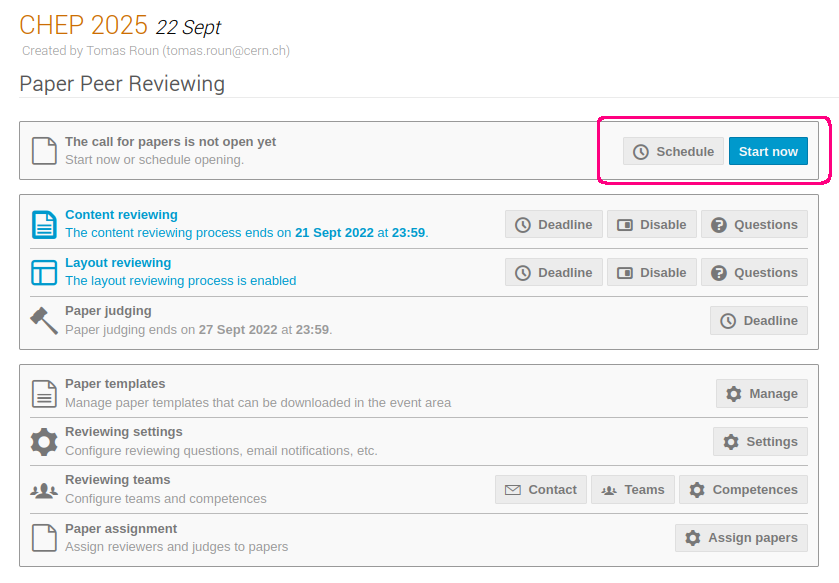 CHEP 2025 22 Sept
Created by Tomas Roun (tomas.roun@cern.ch)
Paper Peer Reviewing
The call for papers is not open yet
Start now or schedule opening.
Schedule Start now
Content reviewing
The content reviewing process ends on 21 Sept 2022 at 23:59.
Deadline Disable Questions
Layout reviewing
The layout reviewing process is enabled
Deadline Disable Questions
Paper judging
Paper judging ends on 27 Sept 2022 at 23:59.
Deadline
Paper templates
Manage paper templates that can be downloaded in the event area
Manage
Reviewing settings
Configure reviewing questions, email notifications, etc.
Settings
Reviewing teams
Configure teams and competences
Contact Teams Competences
Paper assignment
Assign reviewers and judges to papers
Assign papers